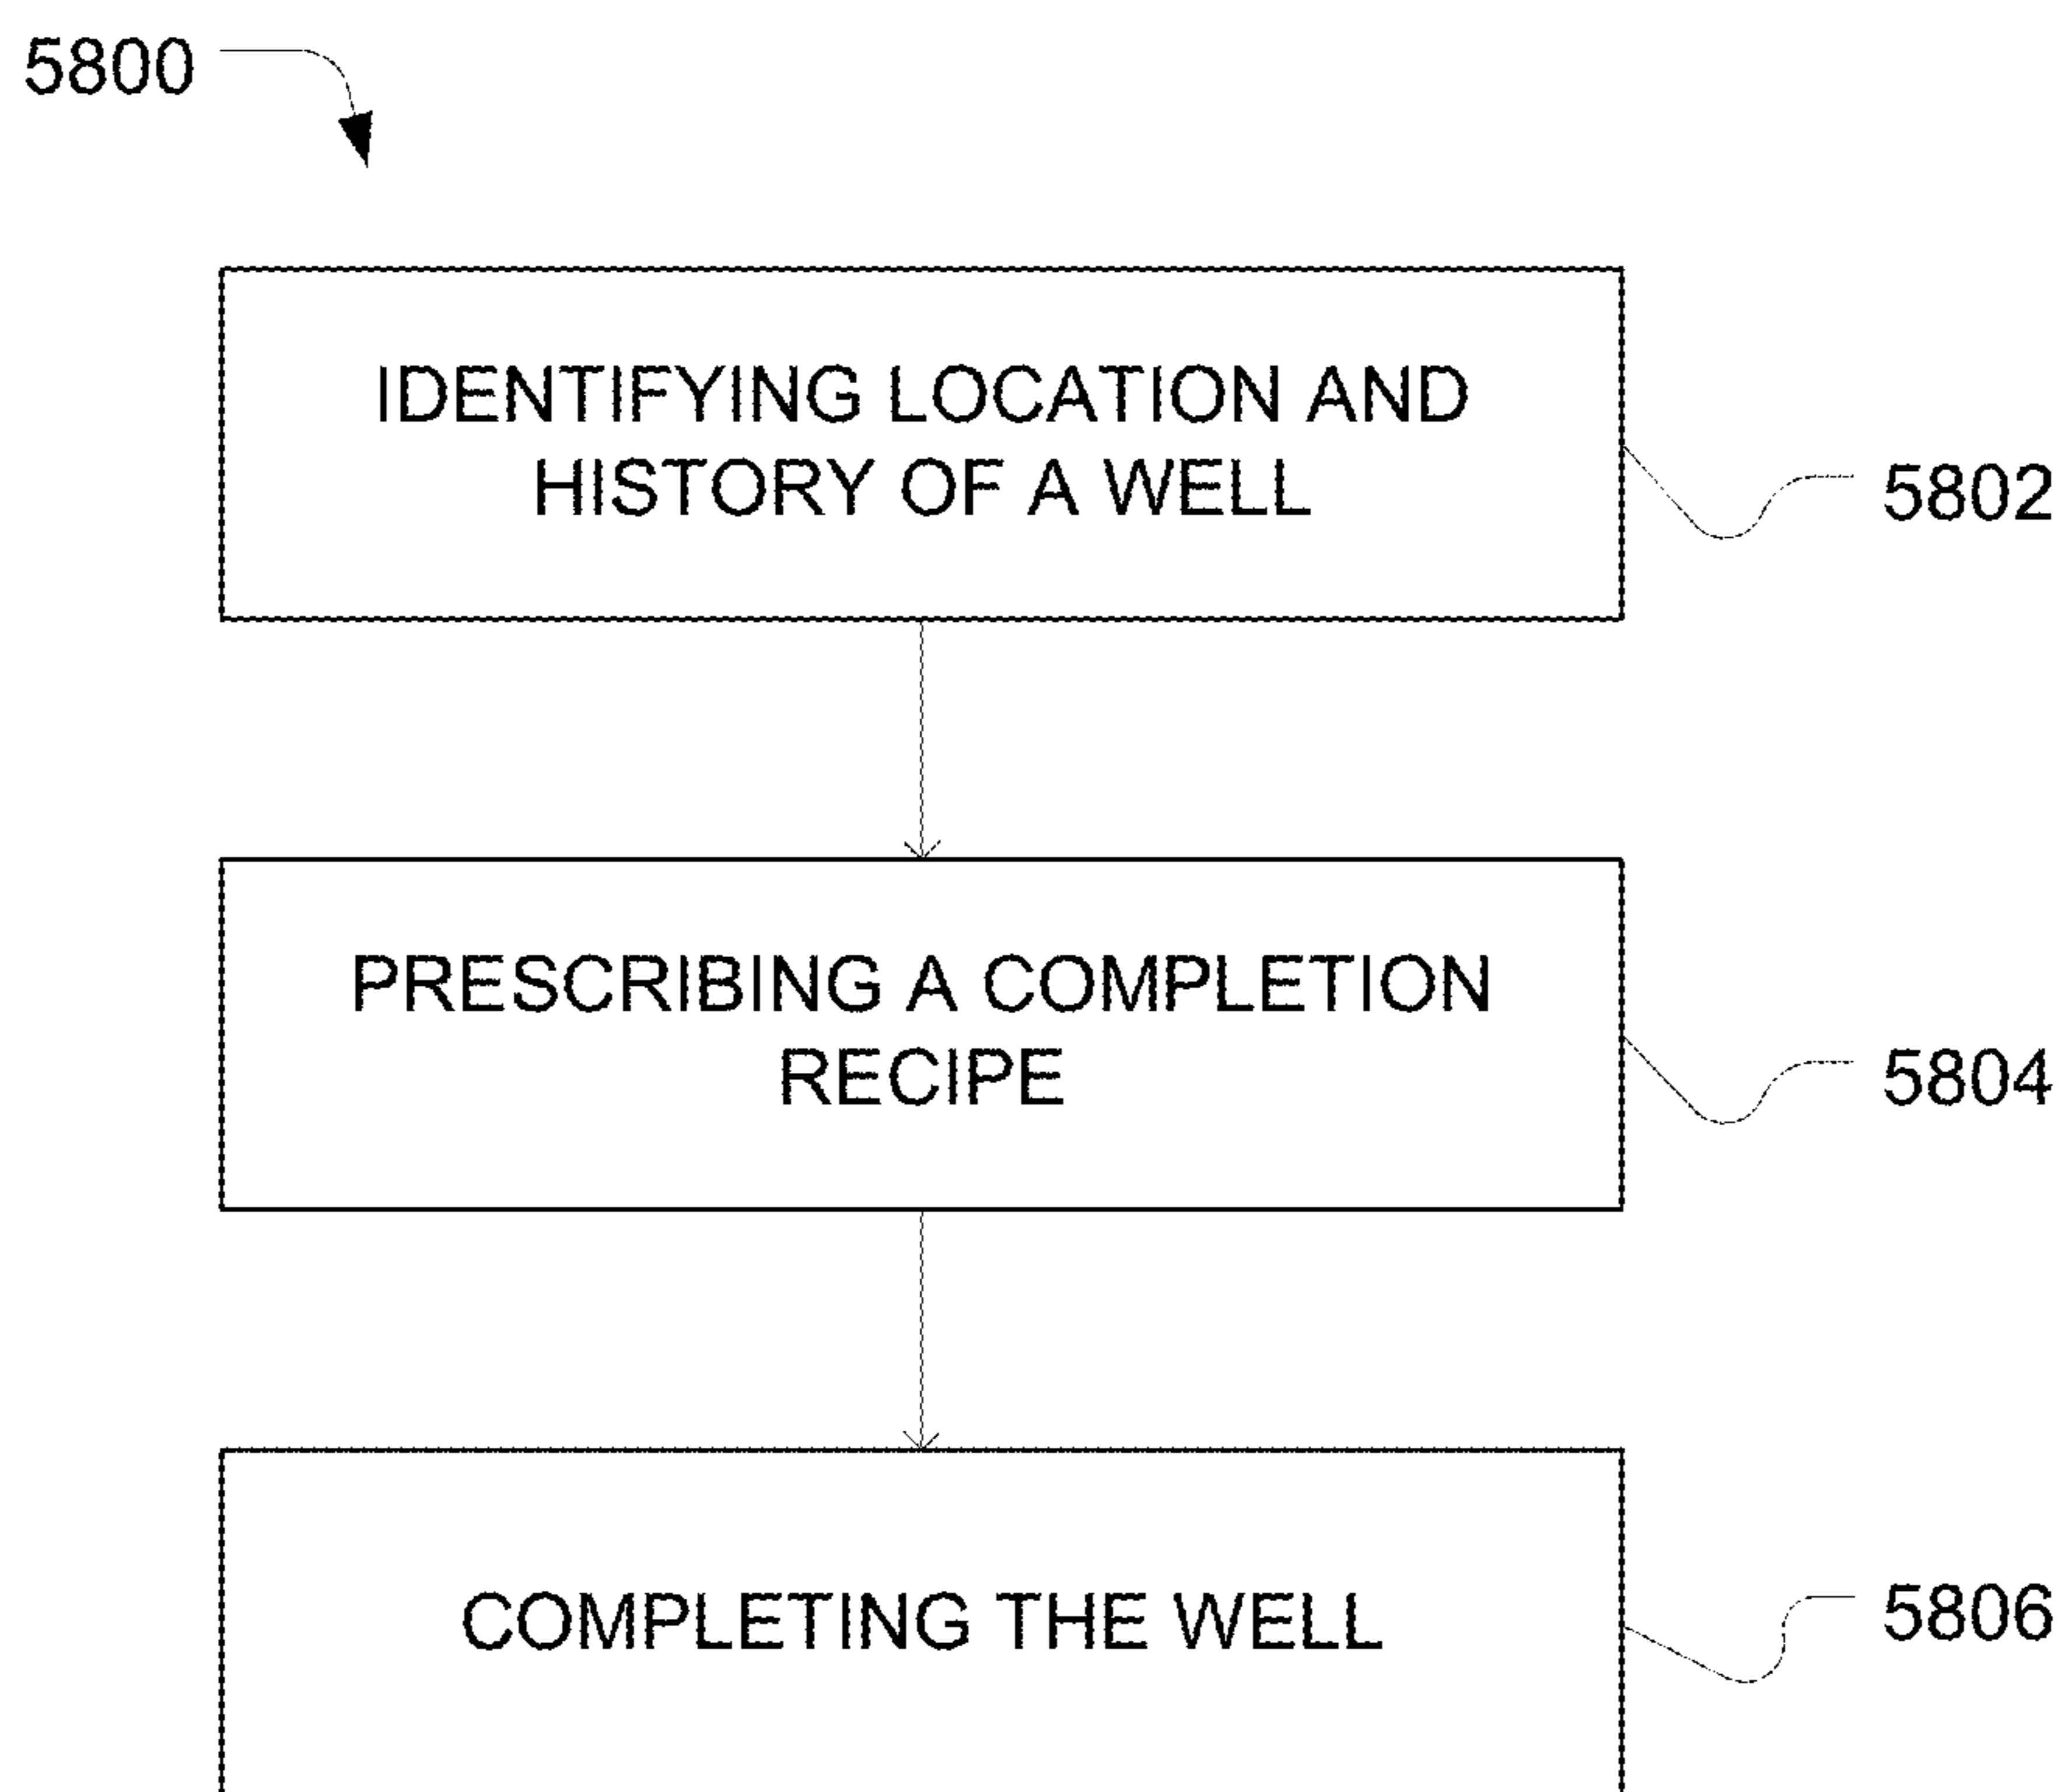 5800
IDENTIFYING LOCATION AND
HISTORY OF A WELL
5802
PRESCRIBING A COMPLETION
RECIPE
5804
COMPLETING THE WELL
5806